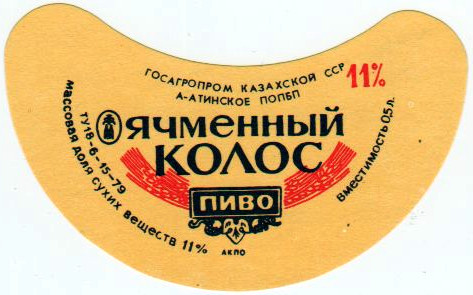 ГОСАГРОПРОМ КАЗАХСКОЙ ССР
А-АТИНСКОЕ ПОПБП
11%
ЯЧМЕННЫЙ
КОЛОС
ПИВО
ТУ18-6-15-79
массовая доля сухих веществ 11%
АКПО
Вместимость 0,5 л.